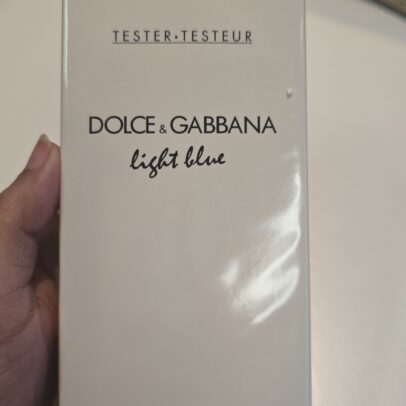 TESTER•TESTEUR
DOLCE & GABBANA
light blue